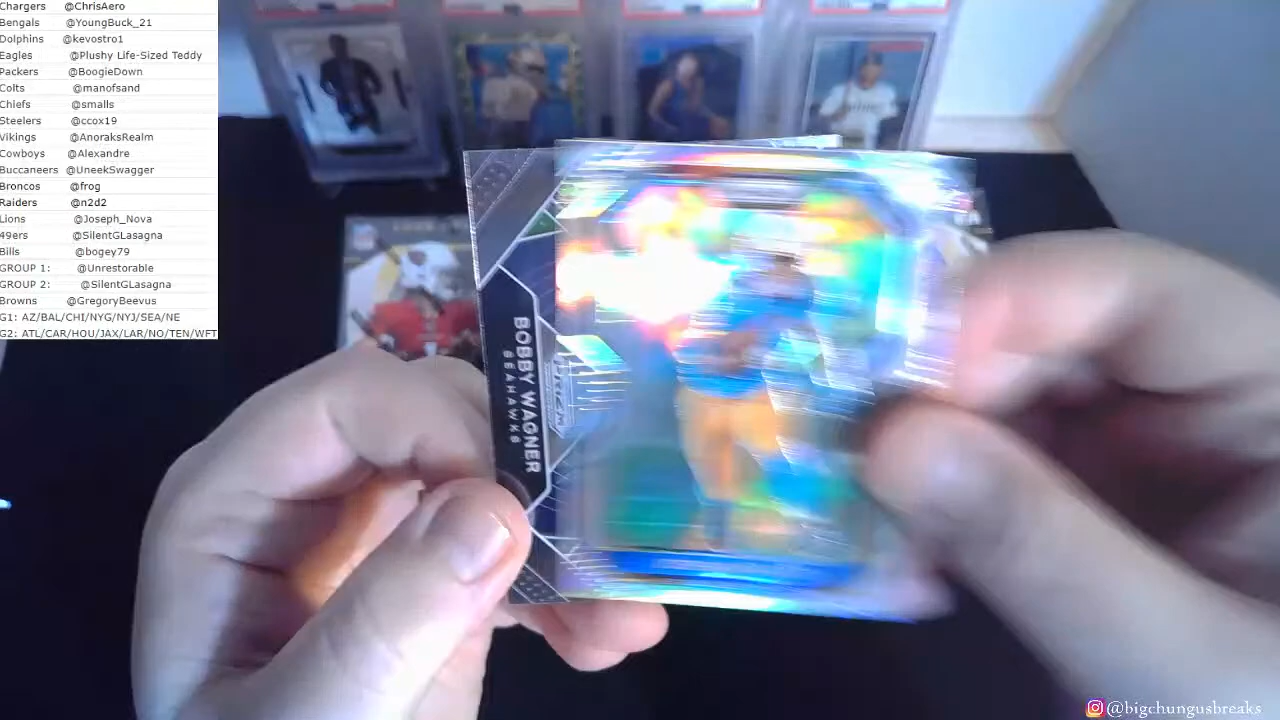 Chargers @ChrisAero
Bengals @YoungBuck_21
Dolphins @kevostro1
Eagles @Plushy Life-Sized Teddy
Packers @BoogieDown
Colts @manofsand
Chiefs @smalls
Steelers @ccox19
Vikings @AnoraksRealm
Cowboys @Alexandre
Buccaneers @UneekSwagger
Broncos @frog
Raiders @n2d2
Lions @Joseph_Nova
49ers @SilentGLasagna
Bills @bogey79
GROUP 1: @Unrestorable
GROUP 2: @SilentGLasagna
Browns @GregoryBeevus
G1: AZ/BAL/CHI/NYG/NYJ/SEA/NE
G2: ATL/CAR/HOU/JAX/LAR/NO/TEN/WFT
BOBBY WAGNER
SEAHAWKS
@bigchungusbreaks